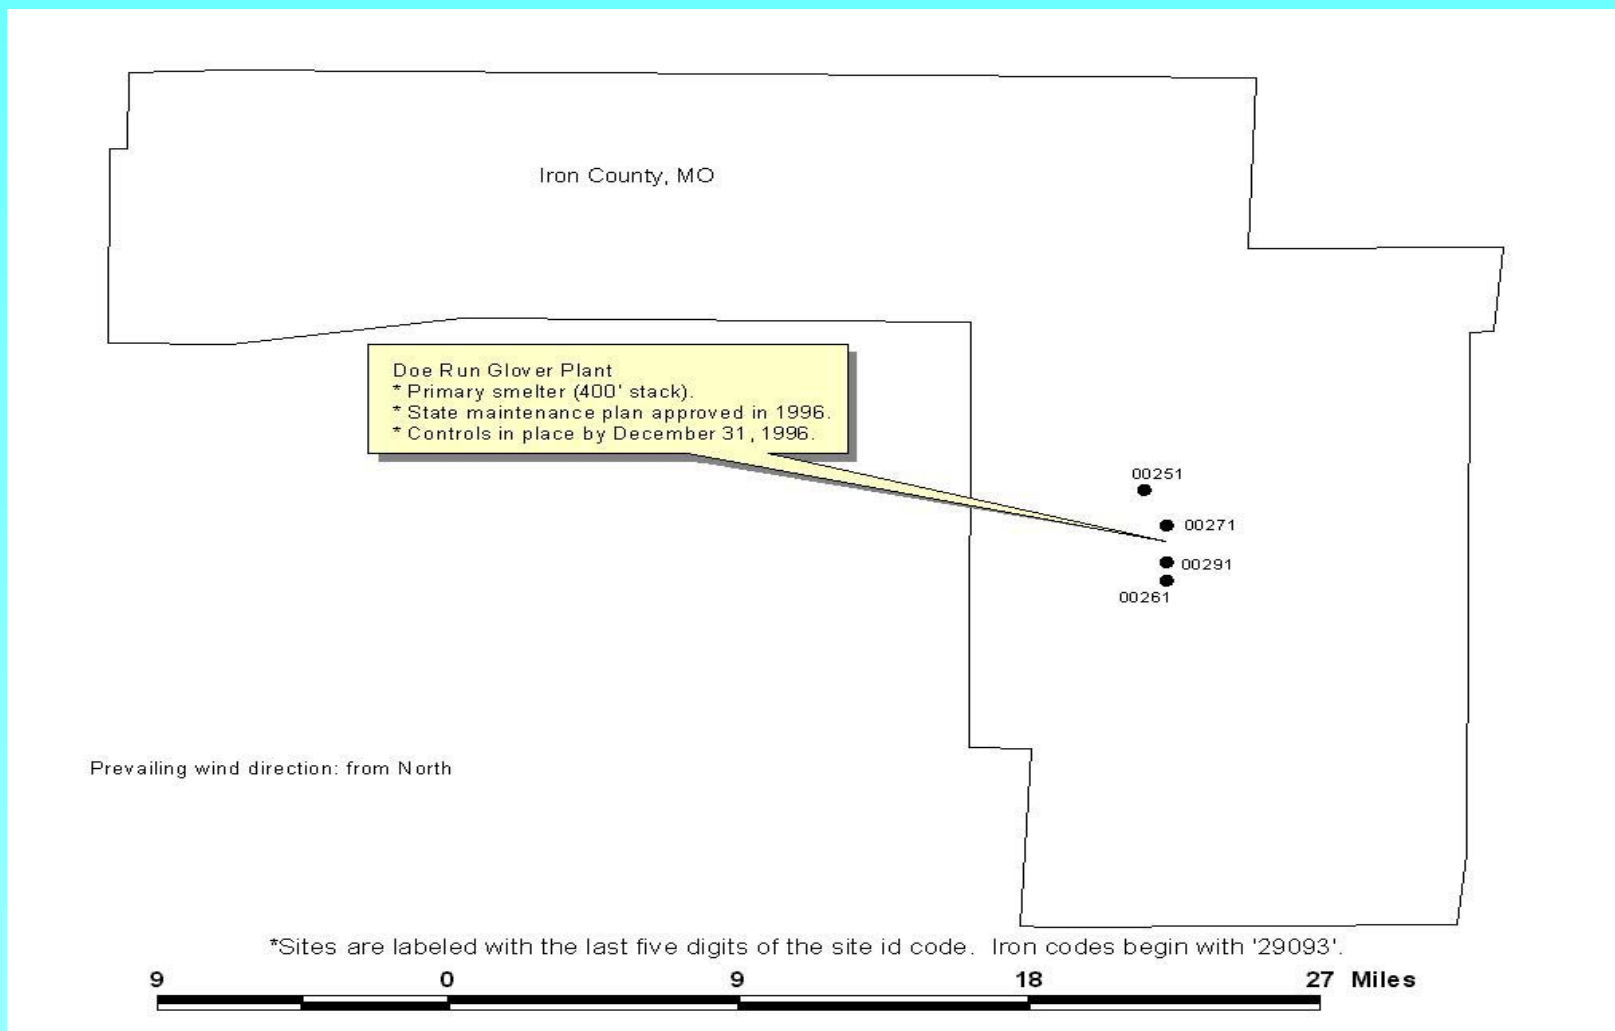 Iron County, MO
Doe Run Glover Plant
* Primary smelter (400' stack).
* State maintenance plan approved in 1996.
* Controls in place by December 31, 1996.
00251
00271
00291
00261
Prevailing wind direction: from North
*Sites are labeled with the last five digits of the site id code. Iron codes begin with '29093'.
9 0 9 18 27 Miles